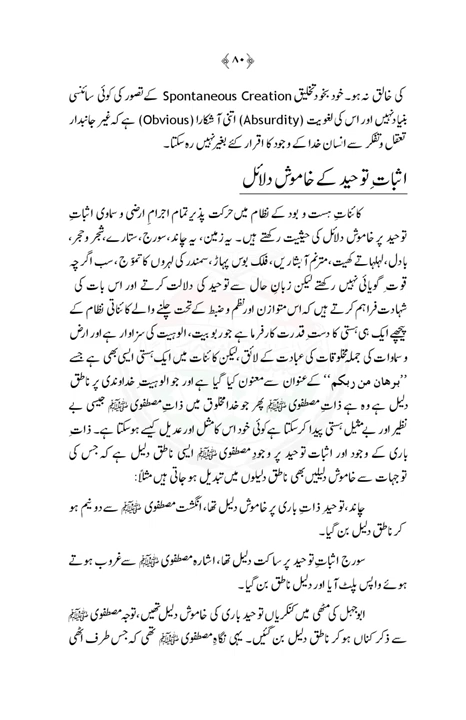 ﴿ ۸۰ ﴾
کی خالق نہ ہو۔ خود بخود تخلیق Spontaneous Creation کے تصور کی کوئی سائنسی
بنیاد نہیں اور اس کی لغویت (Absurdity) اتنی آشکارا (Obvious) ہے کہ غیر جانبدار
تعقل و تفکر سے انسان خدا کے وجود کا اقرار کئے بغیر نہیں رہ سکتا۔
اثباتِ توحید کے خاموش دلائل
کائناتِ ہست و بود کے نظام میں حرکت پذیر تمام اجرامِ ارضی و سماوی اثباتِ
توحید پر خاموش دلائل کی حیثیت رکھتے ہیں۔ یہ زمین، یہ چاند، سورج، ستارے، شجر و حجر،
بادل، لہلہاتے کھیت، مترنم آبشاریں، فلک بوس پہاڑ، سمندر کی لہروں کا تموّج، سب اگرچہ
قوت گویائی نہیں رکھتے لیکن زبانِ حال سے توحید کی دلالت کرتے اور اس بات کی
شہادت فراہم کرتے ہیں کہ اس متوازن اور نظم و ضبط کے تحت چلنے والے کائناتی نظام کے
پیچھے ایک ہی ہستی کا دستِ قدرت کار فرما ہے جو ربوبیت، الوہیت کی سزاوار ہے اور ارض
و سماوات کی جملہ مخلوقات کی عبادت کے لائق، لیکن کائنات میں ایک ہستی ایسی بھی ہے جسے
’’برھان من ربکم‘‘ کے عنوان سے معنون کیا گیا ہے اور جو الوہیت خداوندی پر ناطق
دلیل ہے وہ ہے ذاتِ مصطفوی ﷺ پھر جو خدا مخلوق میں ذاتِ مصطفوی ﷺ جیسی بے
نظیر اور بے مثیل ہستی پیدا کر سکتا ہے کوئی خود اس کا مثل اور عدیل کیسے ہو سکتا ہے۔ ذات
باری کے وجود اور اثبات توحید پر وجودِ مصطفوی ﷺ ایسی ناطق دلیل ہے کہ جس کی
توجہات سے خاموش دلیلیں بھی ناطق دلیلوں میں تبدیل ہو جاتی ہیں مثلاً:
چاند، توحید ذاتِ باری پر خاموش دلیل تھا، انگشت مصطفوی ﷺ سے دو نیم ہو
کر ناطق دلیل بن گیا۔
سورج اثباتِ توحید پر ساکت دلیل تھا، اشارہ مصطفوی ﷺ سے غروب ہوتے
ہوئے واپس پلٹ آیا اور دلیل ناطق بن گیا۔
ابوجہل کی مٹھی میں کنکریاں توحید باری کی خاموش دلیل تھیں، توجہ مصطفوی ﷺ
سے ذکر کناں ہو کر ناطق دلیل بن گئیں۔ یہی نگاہِ مصطفوی ﷺ تھی کہ جس طرف اٹھی